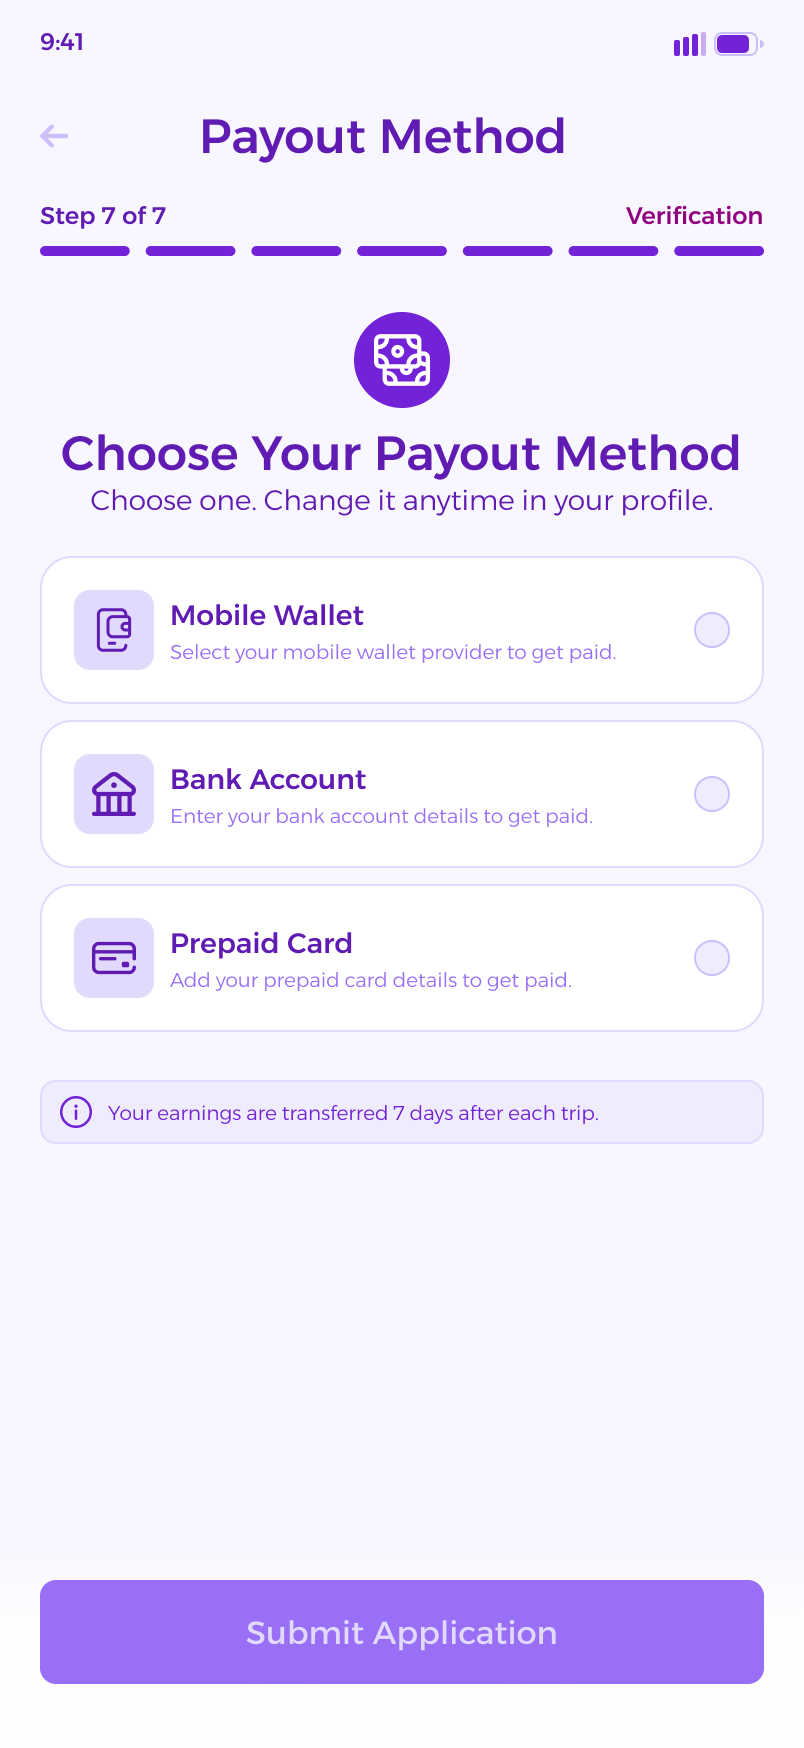 9:41
Payout Method
Step 7 of 7
Verification
Choose Your Payout Method
Choose one. Change it anytime in your profile.
Mobile Wallet
Select your mobile wallet provider to get paid.
Bank Account
Enter your bank account details to get paid.
Prepaid Card
Add your prepaid card details to get paid.
Your earnings are transferred 7 days after each trip.
Submit Application